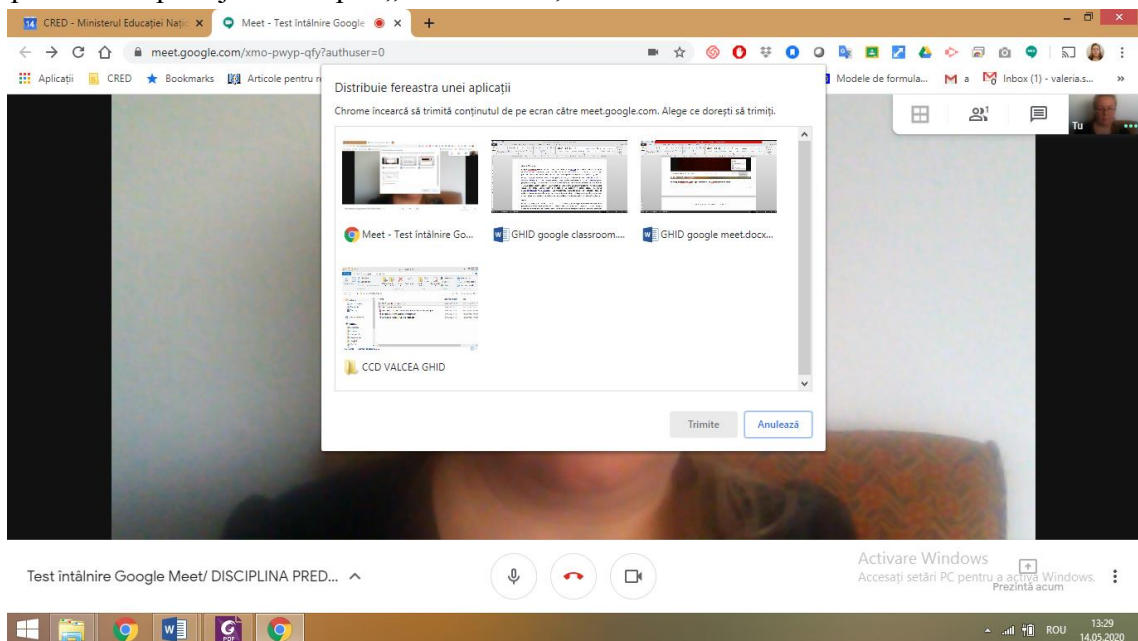 CRED - Ministerul Educației Nați
Meet - Test întâlnire Google
meet.google.com/xmo-pwyp-qfy?authuser=0
Aplicații CRED Bookmarks Articole pentru r Modele de formula... a Inbox (1) - valeria.s... »
Distribuie fereastra unei aplicații
Chrome încearcă să trimită conținutul de pe ecran către meet.google.com. Alege ce dorești să trimiți.
1
Tu
Meet - Test întâlnire Go... GHID google classroom.... GHID google meet.docx...
CCD VALCEA GHID
Trimite Anulează
Test întâlnire Google Meet/ DISCIPLINA PRED...
Activare Windows
Accesați setări PC pentru a activa Windows.
Prezintă acum
ROU 13:29
14.05.2020